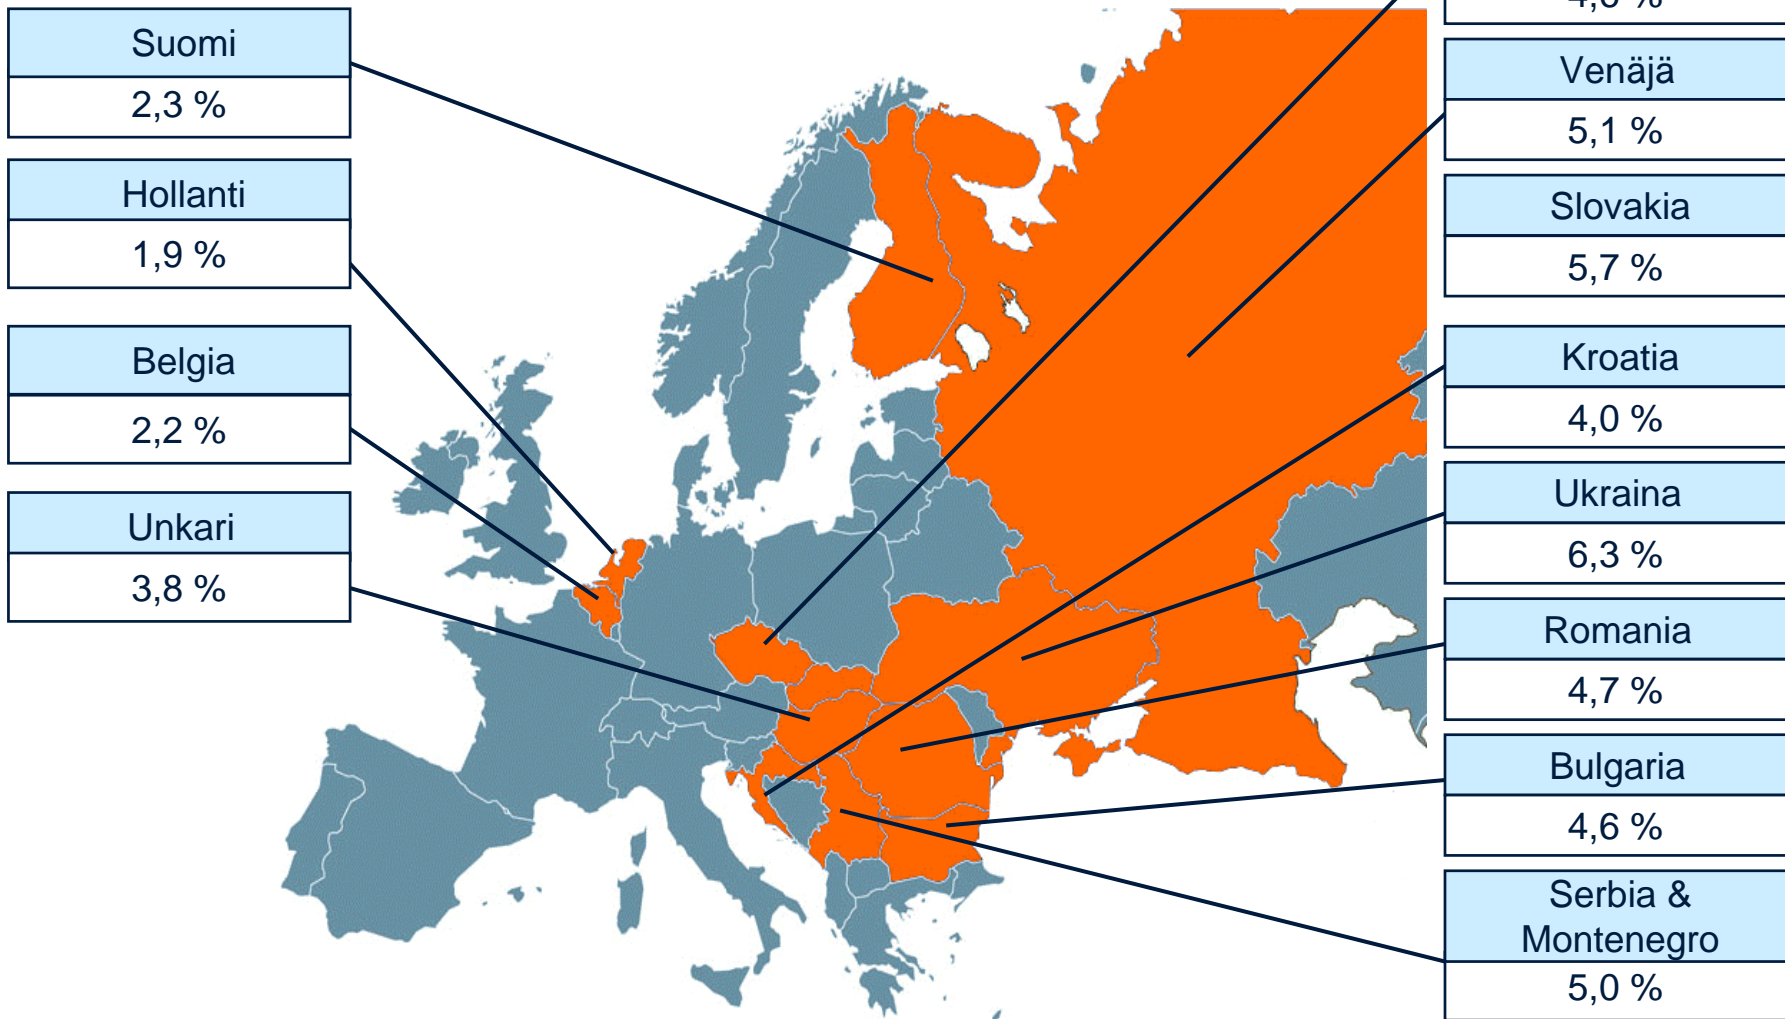 Suomi
2,3 %
Hollanti
1,9 %
Belgia
2,2 %
Unkari
3,8 %
Venäjä
5,1 %
Slovakia
5,7 %
Kroatia
4,0 %
Ukraina
6,3 %
Romania
4,7 %
Bulgaria
4,6 %
Serbia &
Montenegro
5,0 %